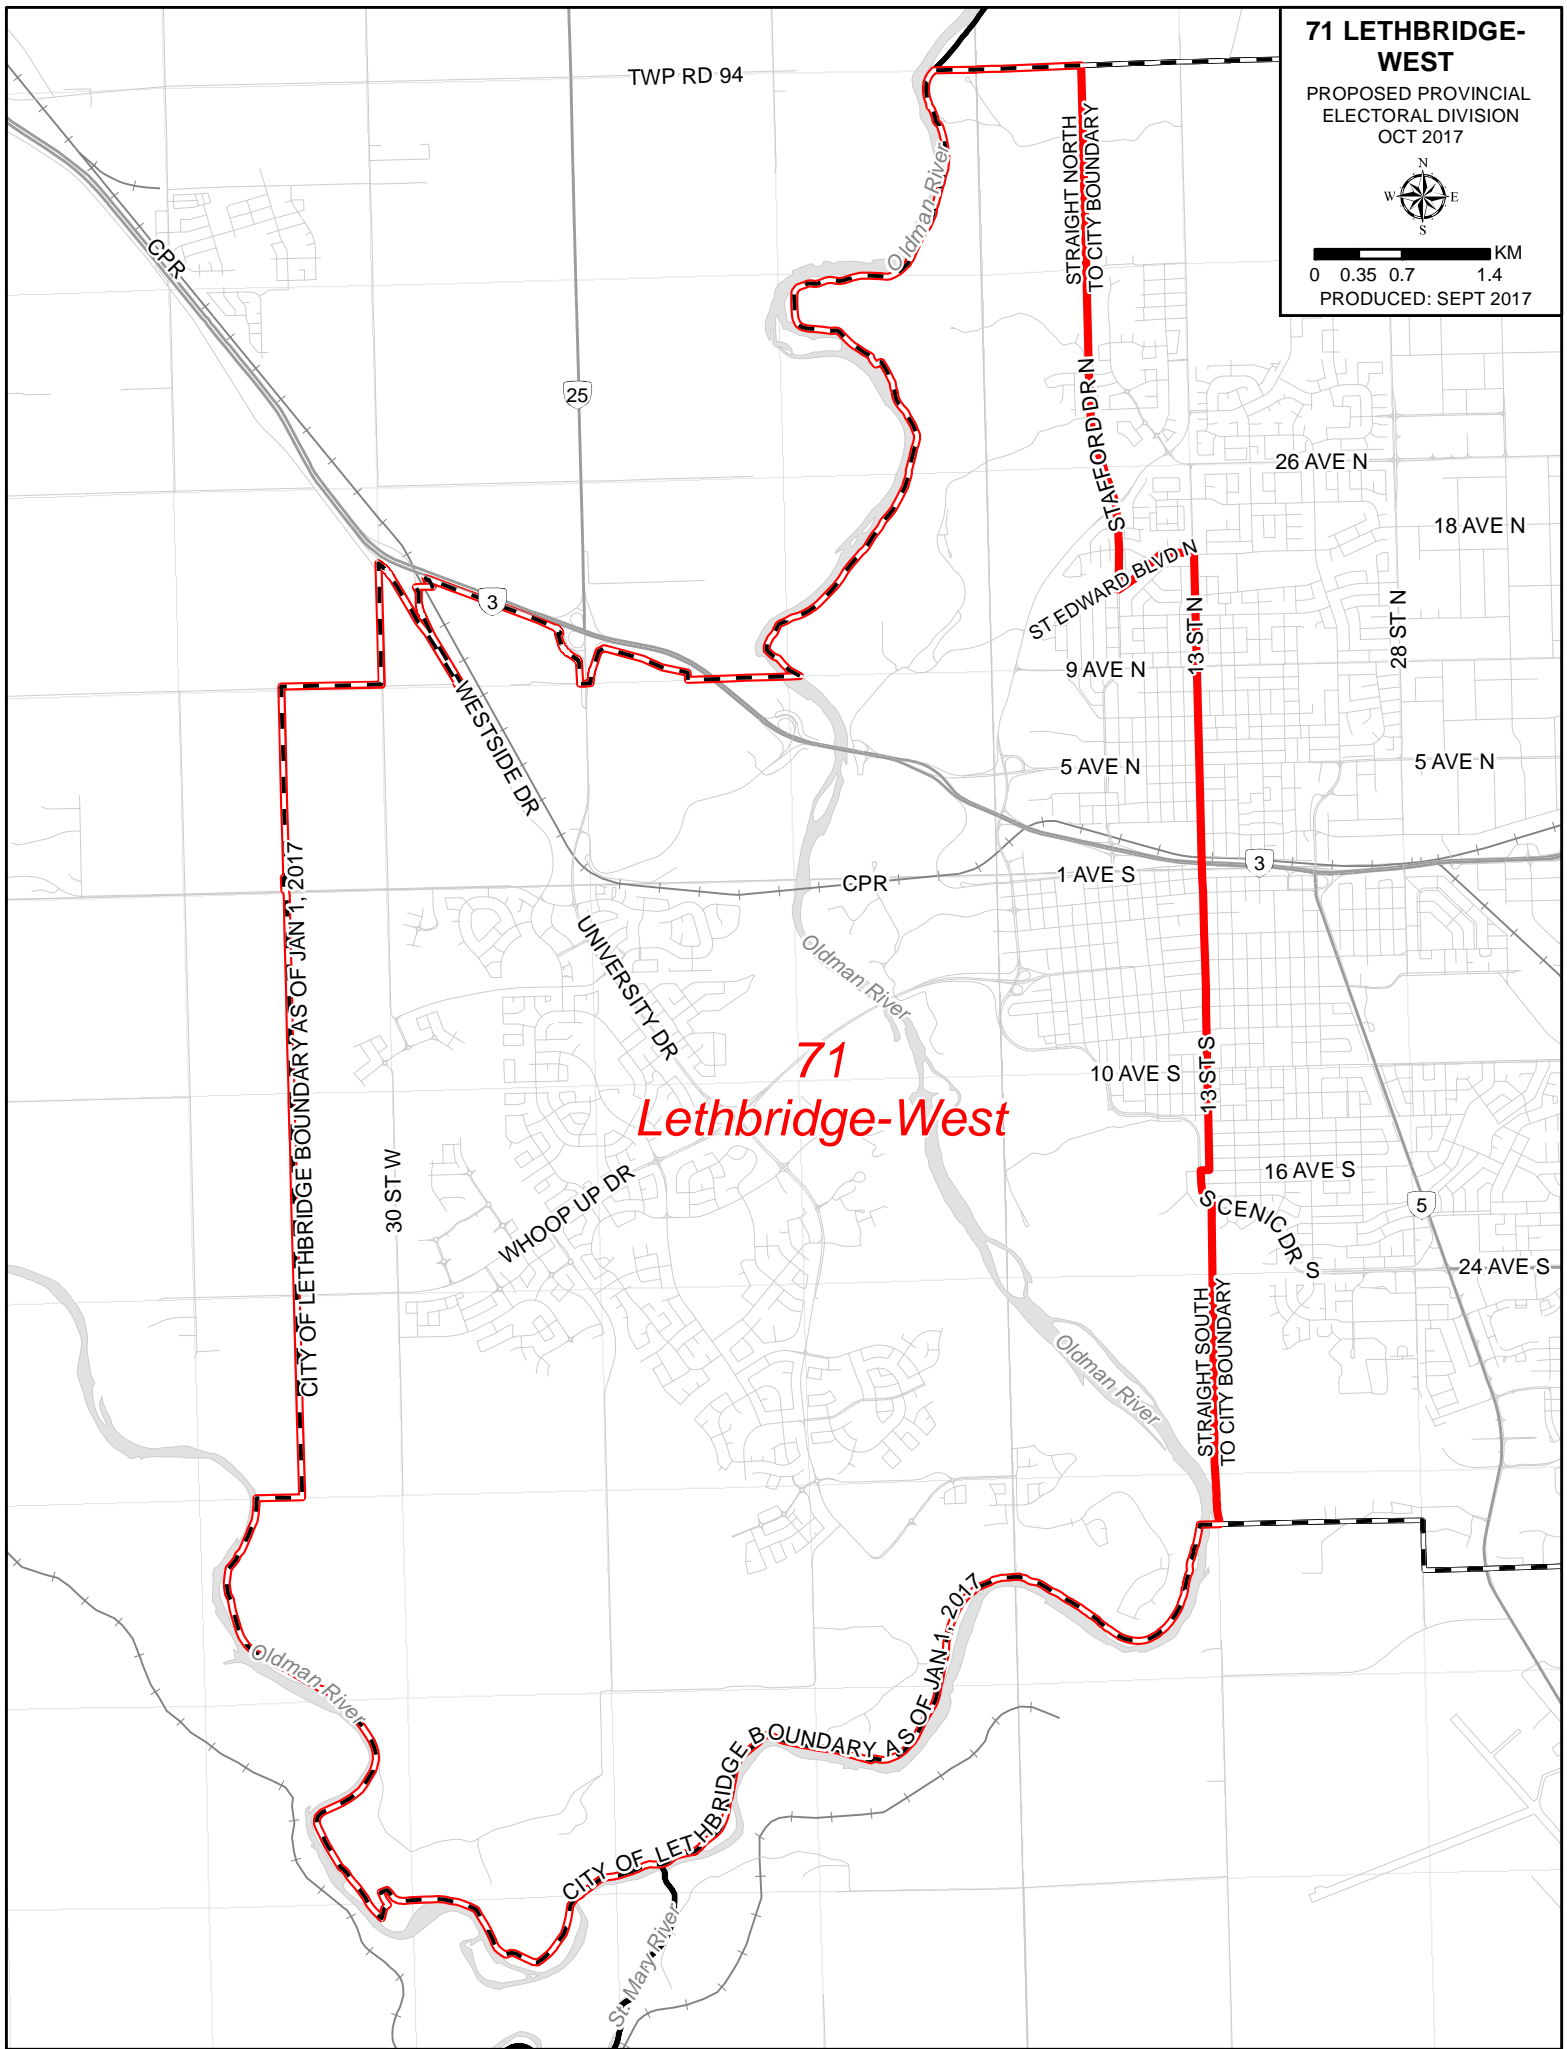 71 LETHBRIDGE-
WEST
PROPOSED PROVINCIAL
ELECTORAL DIVISION
OCT 2017
N
W E
S
KM
0 0.35 0.7 1.4
PRODUCED: SEPT 2017
TWP RD 94
Oldman River
STRAIGHT NORTH
TO CITY BOUNDARY
CPR
25
STAFFORD DR N
26 AVE N
18 AVE N
ST EDWARD BLVD N
3
13 ST N
28 ST N
9 AVE N
WESTSIDE DR
5 AVE N
5 AVE N
CITY OF LETHBRIDGE BOUNDARY AS OF JAN 1, 2017
CPR
1 AVE S
3
UNIVERSITY DR
Oldman River
71
Lethbridge-West
10 AVE S
13 ST S
30 ST W
WHOOP UP DR
16 AVE S
5
SCENIC DR S
24 AVE S
STRAIGHT SOUTH
TO CITY BOUNDARY
Oldman River
Oldman River
CITY OF LETHBRIDGE BOUNDARY AS OF JAN 1, 2017
St. Mary River